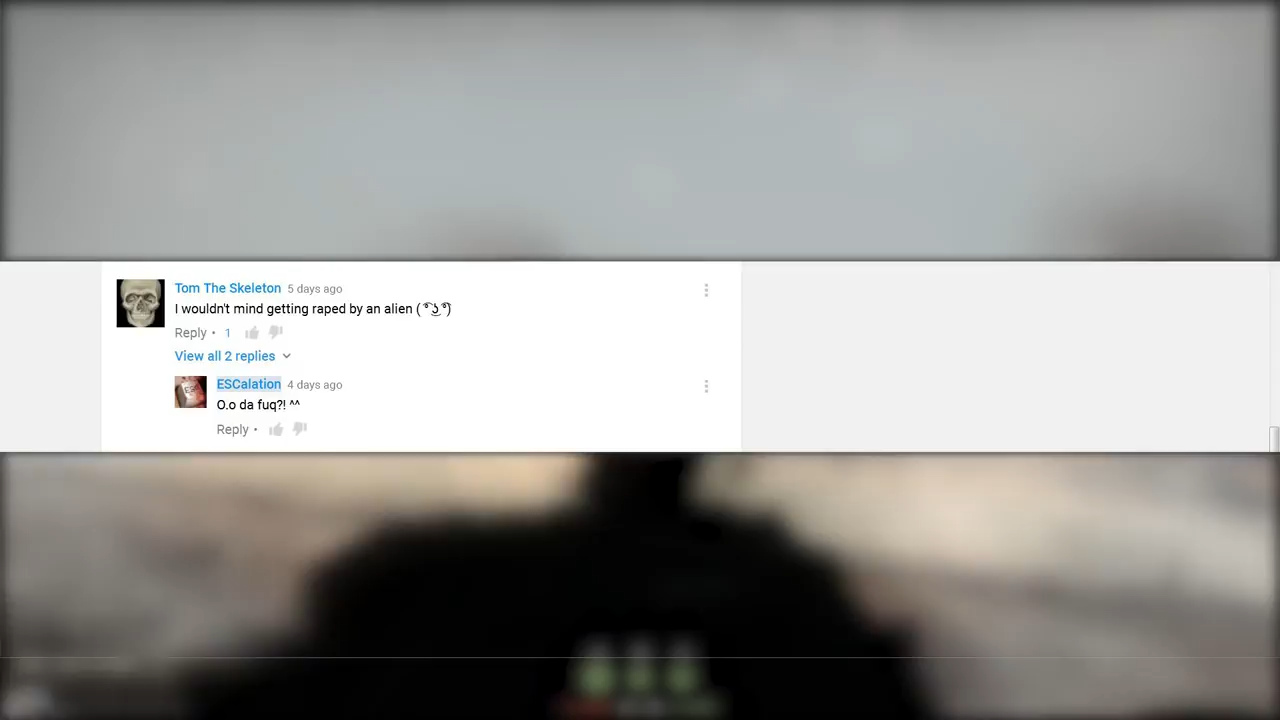 Tom The Skeleton 5 days ago
I wouldn't mind getting raped by an alien ( ͡° ͜ʖ ͡°)
Reply • 1
View all 2 replies
ESCalation 4 days ago
O.o da fuq?! ^^
Reply •